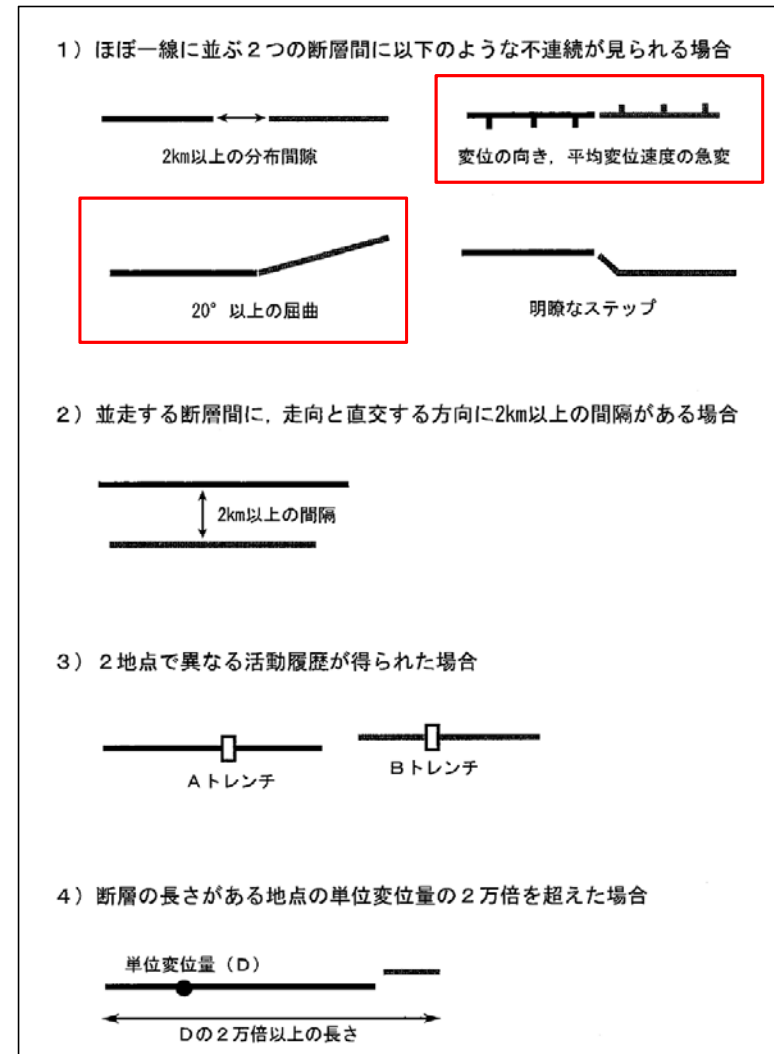 1）ほぼ一線に並ぶ２つの断層間に以下のような不連続が見られる場合
2km以上の分布間隙
変位の向き，平均変位速度の急変
20°以上の屈曲
明瞭なステップ
2）並走する断層間に，走向と直交する方向に2km以上の間隔がある場合
2km以上の間隔
3）２地点で異なる活動履歴が得られた場合
Ａトレンチ
Ｂトレンチ
4）断層の長さがある地点の単位変位量の２万倍を超えた場合
単位変位量（Ｄ）
Ｄの２万倍以上の長さ